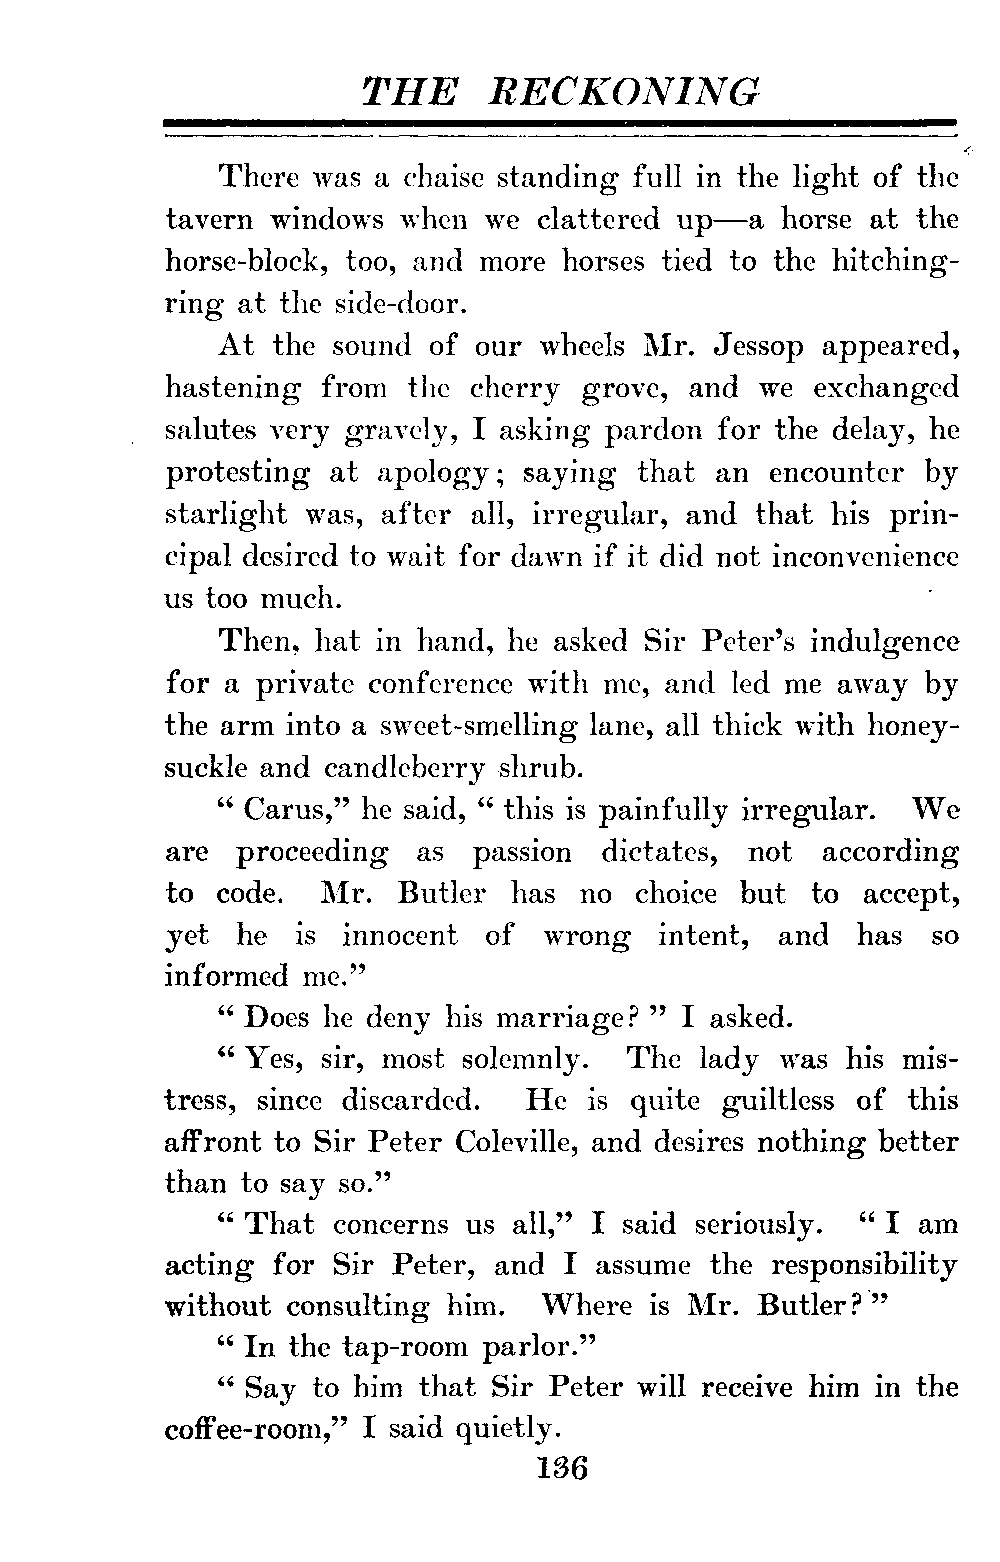 THE RECKONING
There was a chaise standing full in the light of the
tavern windows when we clattered up—a horse at the
horse-block, too, and more horses tied to the hitching-
ring at the side-door.
At the sound of our wheels Mr. Jessop appeared,
hastening from the cherry grove, and we exchanged
salutes very gravely, I asking pardon for the delay, he
protesting at apology; saying that an encounter by
starlight was, after all, irregular, and that his prin-
cipal desired to wait for dawn if it did not inconvenience
us too much.
Then, hat in hand, he asked Sir Peter's indulgence
for a private conference with me, and led me away by
the arm into a sweet-smelling lane, all thick with honey-
suckle and candleberry shrub.
“ Carus,” he said, “ this is painfully irregular. We
are proceeding as passion dictates, not according
to code. Mr. Butler has no choice but to accept,
yet he is innocent of wrong intent, and has so
informed me.”
“ Does he deny his marriage? ” I asked.
“ Yes, sir, most solemnly. The lady was his mis-
tress, since discarded. He is quite guiltless of this
affront to Sir Peter Coleville, and desires nothing better
than to say so.”
“ That concerns us all,” I said seriously. “ I am
acting for Sir Peter, and I assume the responsibility
without consulting him. Where is Mr. Butler? ”
“ In the tap-room parlor.”
“ Say to him that Sir Peter will receive him in the
coffee-room,” I said quietly.
136